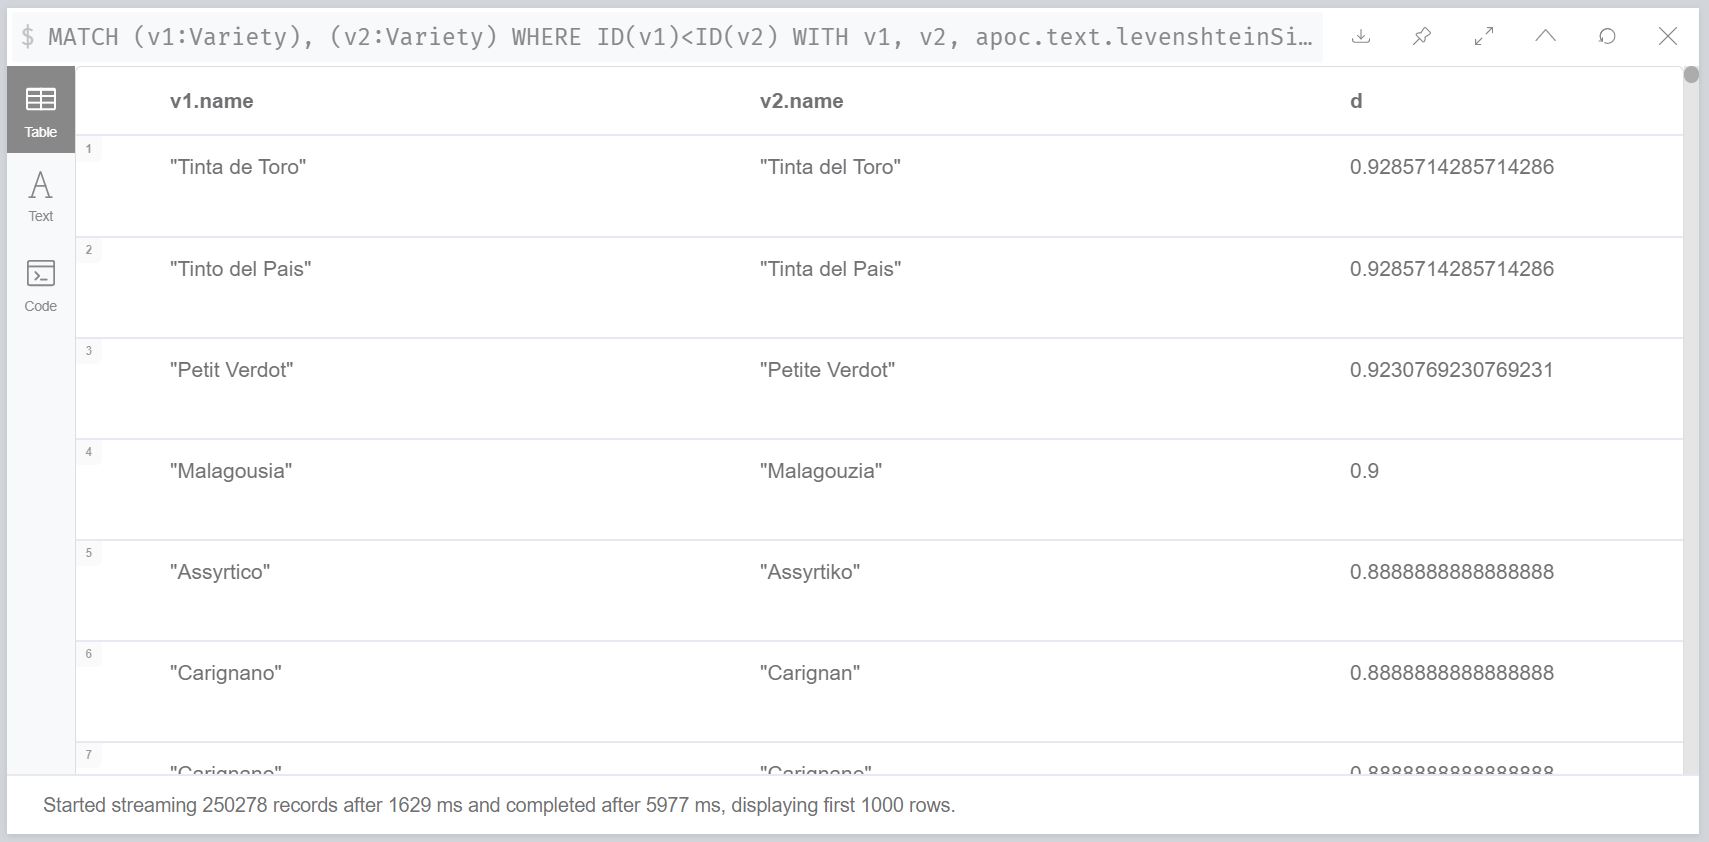 $ MATCH (v1:Variety), (v2:Variety) WHERE ID(v1)<ID(v2) WITH v1, v2, apoc.text.levenshteinSi…
Table
Text
Code
v1.name v2.name d
1 "Tinta de Toro" "Tinta del Toro" 0.9285714285714286
2 "Tinto del Pais" "Tinta del Pais" 0.9285714285714286
3 "Petit Verdot" "Petite Verdot" 0.9230769230769231
4 "Malagousia" "Malagouzia" 0.9
5 "Assyrtico" "Assyrtiko" 0.8888888888888888
6 "Carignano" "Carignan" 0.8888888888888888
7 0.8888888888888888
Started streaming 250278 records after 1629 ms and completed after 5977 ms, displaying first 1000 rows.